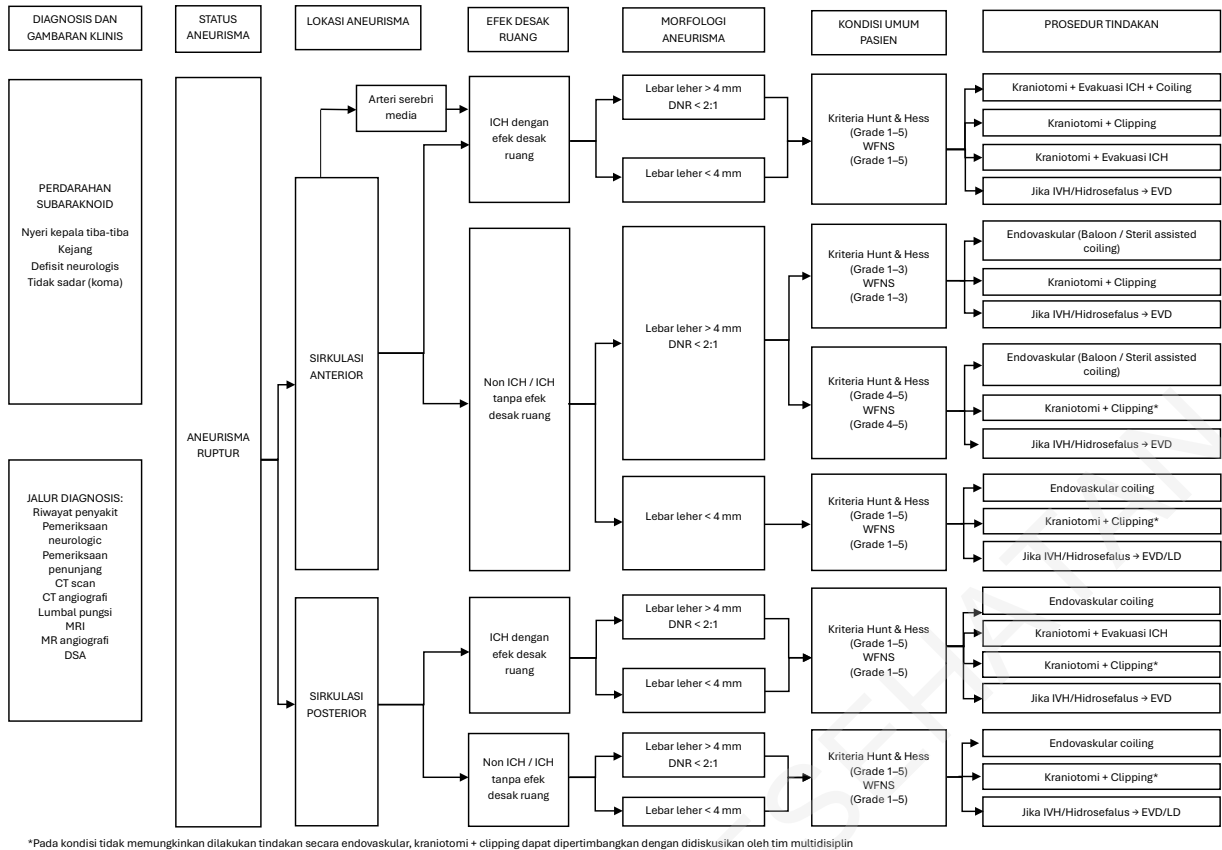 DIAGNOSIS DAN
GAMBARAN KLINIS
STATUS
ANEURISMA
LOKASI ANEURISMA
EFEK DESAK
RUANG
MORFOLOGI
ANEURISMA
KONDISI UMUM
PASIEN
PROSEDUR TINDAKAN
PERDARAHAN
SUBARAKNOID
Nyeri kepala tiba-tiba
Kejang
Defisit neurologis
Tidak sadar (koma)
JALUR DIAGNOSIS:
Riwayat penyakit
Pemeriksaan
neurologic
Pemeriksaan
penunjang
CT scan
CT angiografi
Lumbal pungsi
MRI
MR angiografi
DSA
ANEURISMA
RUPTUR
Arteri serebri
media
SIRKULASI
ANTERIOR
ICH dengan
efek desak
ruang
Lebar leher > 4 mm
DNR < 2:1
Lebar leher < 4 mm
Kriteria Hunt & Hess
(Grade 1–5)
WFNS
(Grade 1–5)
Kraniotomi + Evakuasi ICH + Coiling
Kraniotomi + Clipping
Kraniotomi + Evakuasi ICH
Jika IVH/Hidrosefalus → EVD
Non ICH / ICH
tanpa efek
desak ruang
Lebar leher > 4 mm
DNR < 2:1
Kriteria Hunt & Hess
(Grade 1–3)
WFNS
(Grade 1–3)
Endovaskular (Baloon / Steril assisted
coiling)
Kraniotomi + Clipping
Jika IVH/Hidrosefalus → EVD
Kriteria Hunt & Hess
(Grade 4–5)
WFNS
(Grade 4–5)
Endovaskular (Baloon / Steril assisted
coiling)
Kraniotomi + Clipping*
Jika IVH/Hidrosefalus → EVD
Lebar leher < 4 mm
Kriteria Hunt & Hess
(Grade 1–5)
WFNS
(Grade 1–5)
Endovaskular coiling
Kraniotomi + Clipping*
Jika IVH/Hidrosefalus → EVD/LD
SIRKULASI
POSTERIOR
ICH dengan
efek desak
ruang
Lebar leher > 4 mm
DNR < 2:1
Lebar leher < 4 mm
Kriteria Hunt & Hess
(Grade 1–5)
WFNS
(Grade 1–5)
Endovaskular coiling
Kraniotomi + Evakuasi ICH
Kraniotomi + Clipping*
Jika IVH/Hidrosefalus → EVD
Non ICH / ICH
tanpa efek
desak ruang
Lebar leher > 4 mm
DNR < 2:1
Lebar leher < 4 mm
Kriteria Hunt & Hess
(Grade 1–5)
WFNS
(Grade 1–5)
Endovaskular coiling
Kraniotomi + Clipping*
Jika IVH/Hidrosefalus → EVD/LD
*Pada kondisi tidak memungkinkan dilakukan tindakan secara endovaskular, kraniotomi + clipping dapat dipertimbangkan dengan didiskusikan oleh tim multidisiplin
ESEHATAN